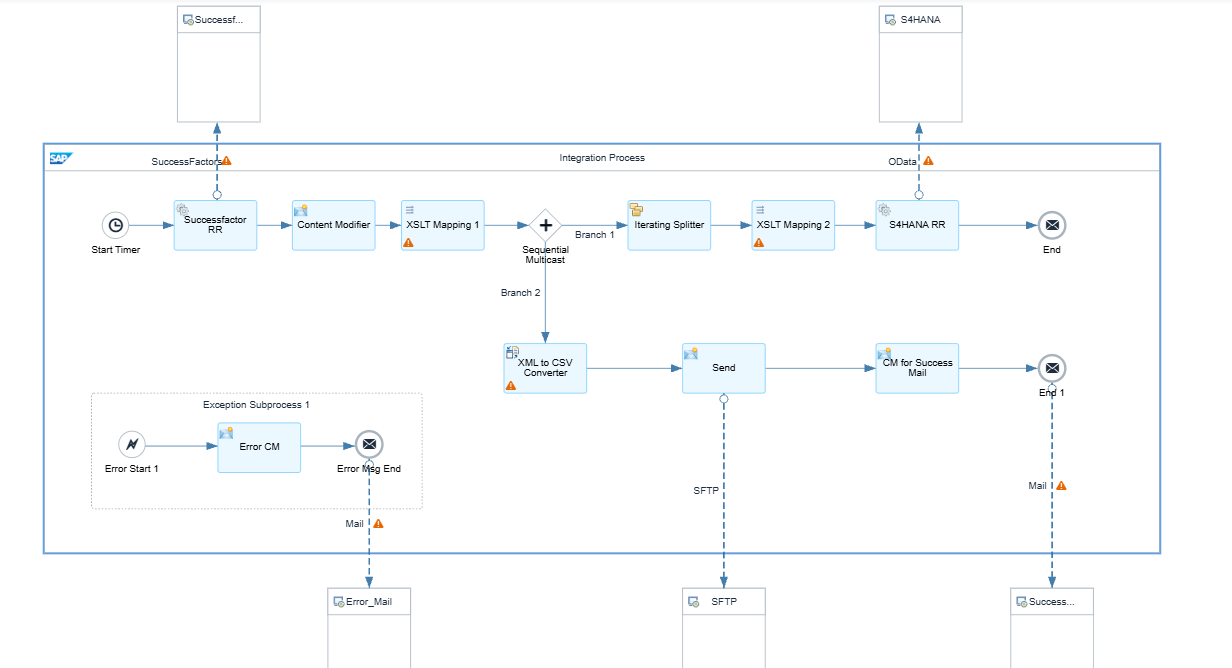 Successf...
S4HANA
SAP
Integration Process
SuccessFactors
OData
Successfactor
RR
Content Modifier
XSLT Mapping 1
Iterating Splitter
XSLT Mapping 2
S4HANA RR
Branch 1
Start Timer
Sequential
Multicast
End
Branch 2
XML to CSV
Converter
Send
CM for Success
Mail
End 1
Exception Subprocess 1
Error CM
Error Start 1
Error Msg End
SFTP
Mail
Mail
Error_Mail
SFTP
Success...